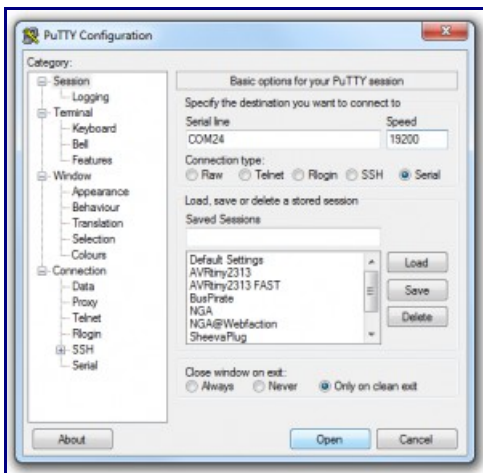 PuTTY Configuration
Category:
Session
Logging
Terminal
Keyboard
Bell
Features
Window
Appearance
Behaviour
Translation
Selection
Colours
Connection
Data
Proxy
Telnet
Rlogin
SSH
Serial
Basic options for your PuTTY session
Specify the destination you want to connect to
Serial line Speed
COM24 19200
Connection type:
Raw Telnet Rlogin SSH Serial
Load, save or delete a stored session
Saved Sessions
Default Settings
AVRtiny2313
AVRtiny2313 FAST
BusPirate
NGA
NGA@Webfaction
SheevaPlug
Load
Save
Delete
Close window on exit:
Always Never Only on clean exit
About Open Cancel